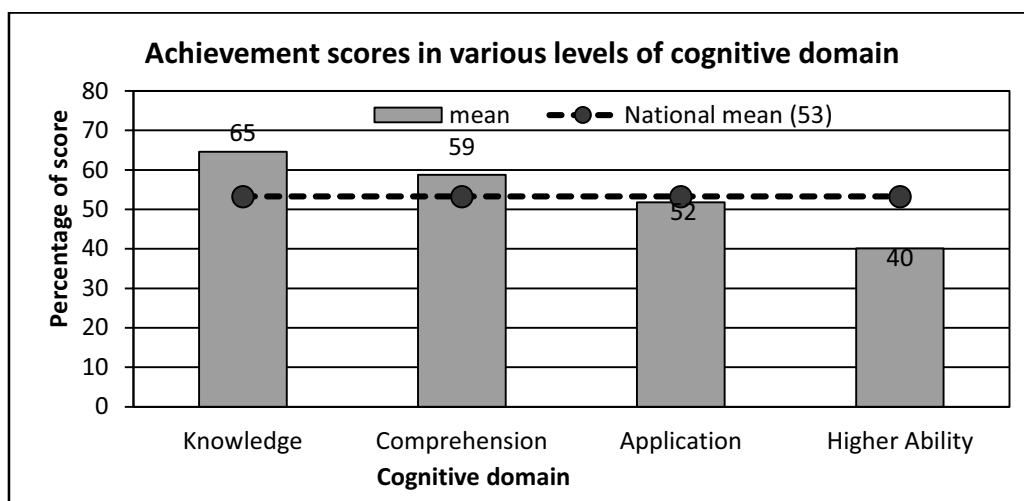 Achievement scores in various levels of cognitive domain
Percentage of score
80
70
60
50
40
30
20
10
0
mean
National mean (53)
65
59
52
40
Knowledge
Comprehension
Application
Higher Ability
Cognitive domain